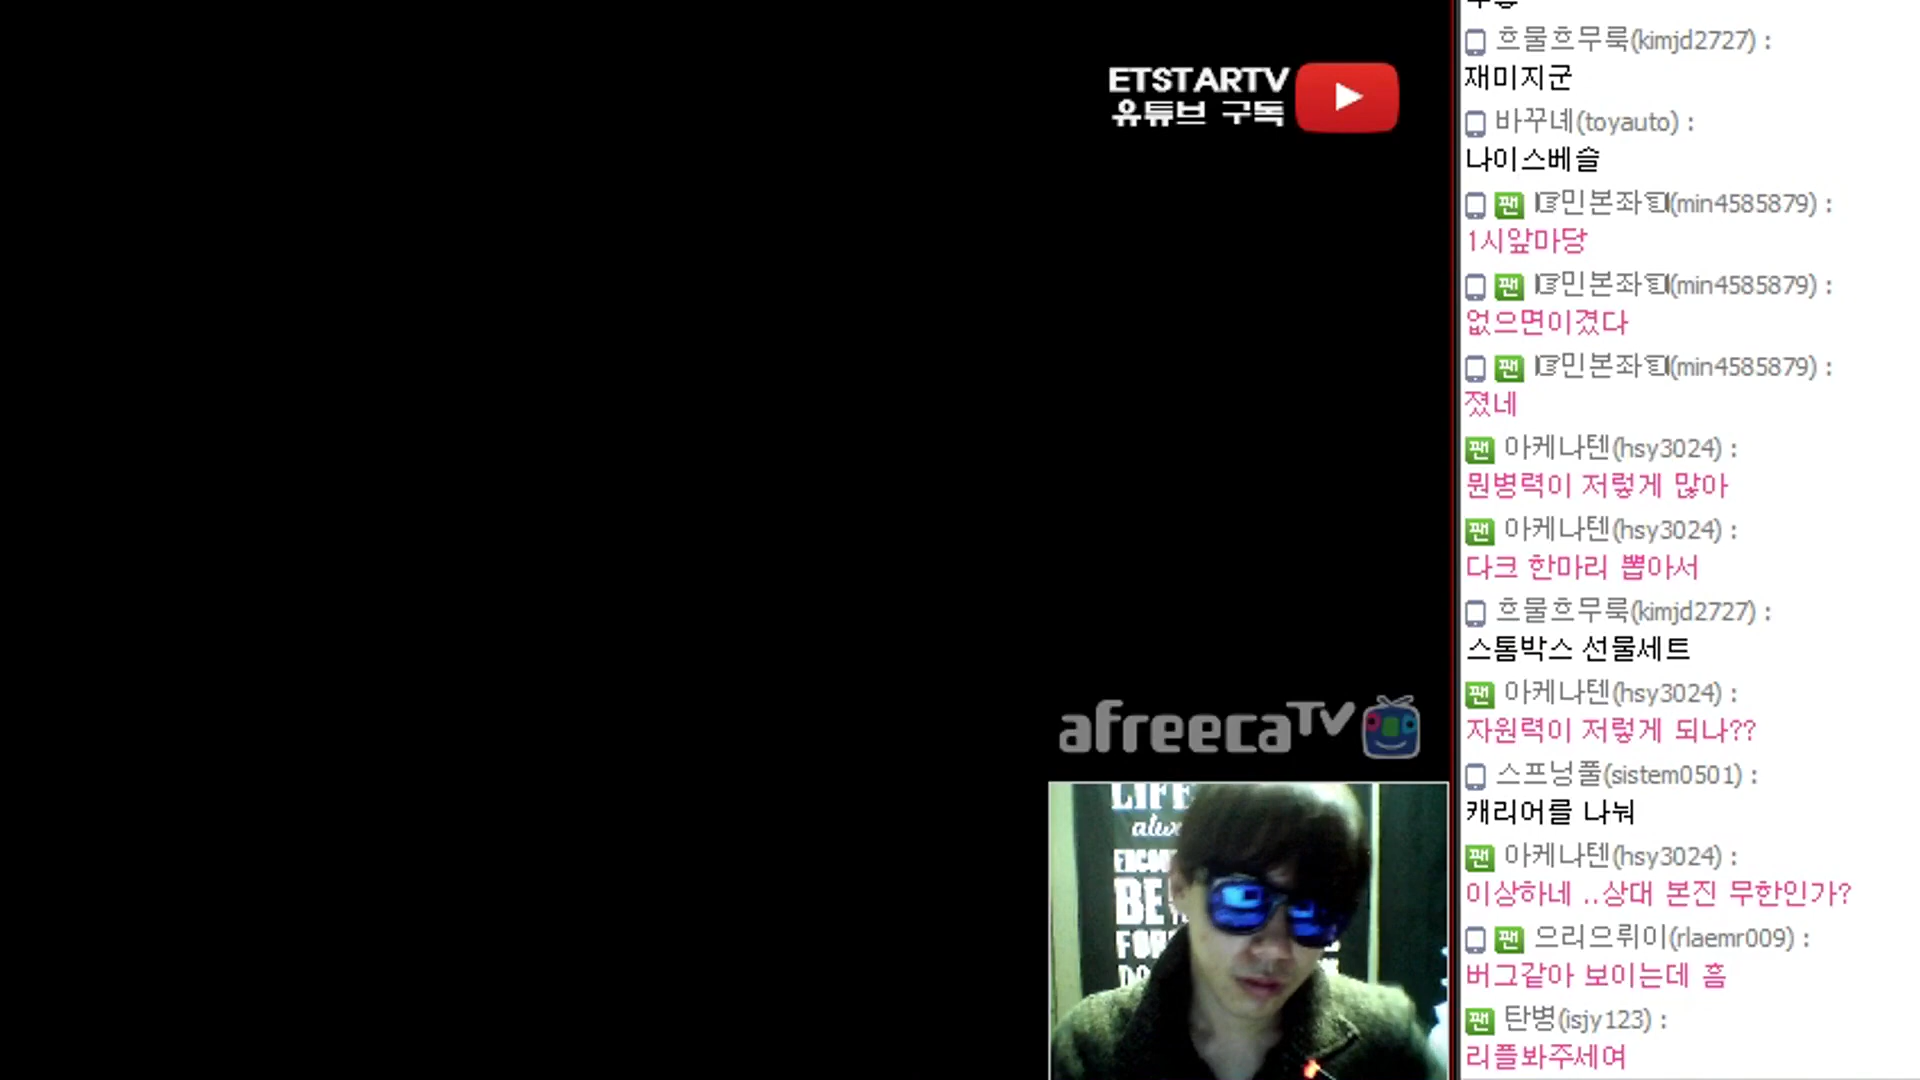 ETSTARTV
유튜브 구독
흐물흐무룩(kimjd2727) :
재미지군
바꾸녜(toyauto) :
나이스베슬
팬 ☞민본좌☜(min4585879) :
1시앞마당
팬 ☞민본좌☜(min4585879) :
없으면이겼다
팬 ☞민본좌☜(min4585879) :
졌네
팬 아케나텐(hsy3024) :
뭔병력이 저렇게 많아
팬 아케나텐(hsy3024) :
다크 한마리 뽑아서
흐물흐무룩(kimjd2727) :
스톰박스 선물세트
팬 아케나텐(hsy3024) :
자원력이 저렇게 되나??
스프넝풀(sistem0501) :
캐리어를 나눠
팬 아케나텐(hsy3024) :
이상하네 ..상대 본진 무한인가?
팬 으리으뤼이(rlaemr009) :
버그같아 보이는데 흠
팬 탄병(isjy123) :
리플봐주세여
afreecaTV
LIFE
BE
FOR
DO